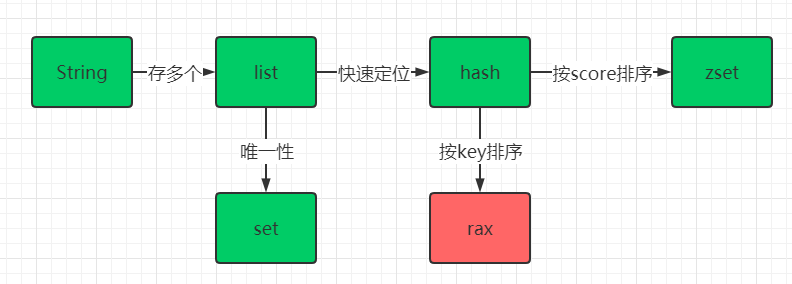 String
存多个
list
快速定位
hash
按score排序
zset
唯一性
按key排序
set
rax